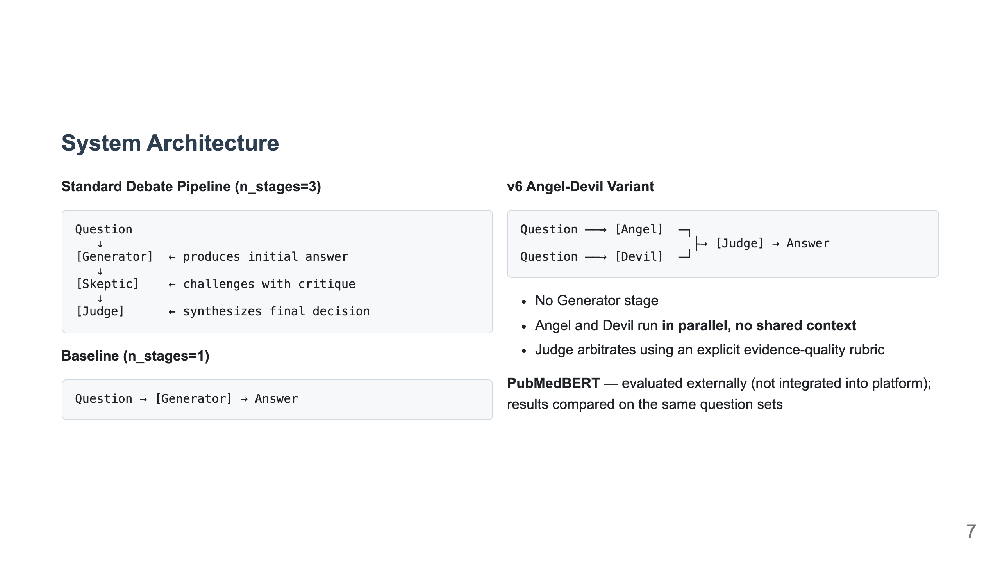 System Architecture
Standard Debate Pipeline (n_stages=3)
Question
↓
[Generator] ← produces initial answer
↓
[Skeptic] ← challenges with critique
↓
[Judge] ← synthesizes final decision
Baseline (n_stages=1)
Question → [Generator] → Answer
v6 Angel-Devil Variant
Question ──→ [Angel] ─┐
├→ [Judge] → Answer
Question ──→ [Devil] ─┘
• No Generator stage
• Angel and Devil run in parallel, no shared context
• Judge arbitrates using an explicit evidence-quality rubric
PubMedBERT — evaluated externally (not integrated into platform);
results compared on the same question sets
7